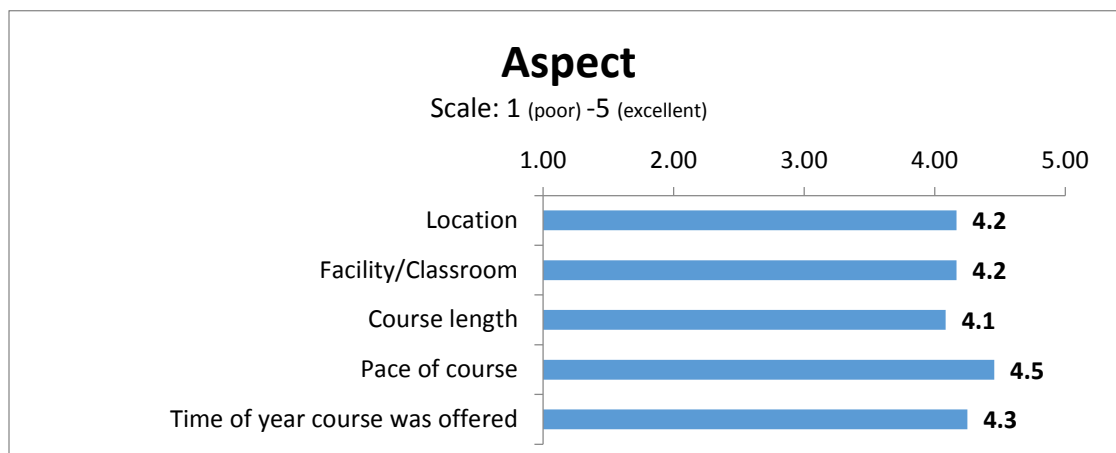 Aspect
Scale: 1 (poor) -5 (excellent)
1.00 2.00 3.00 4.00 5.00
Location 4.2
Facility/Classroom 4.2
Course length 4.1
Pace of course 4.5
Time of year course was offered 4.3